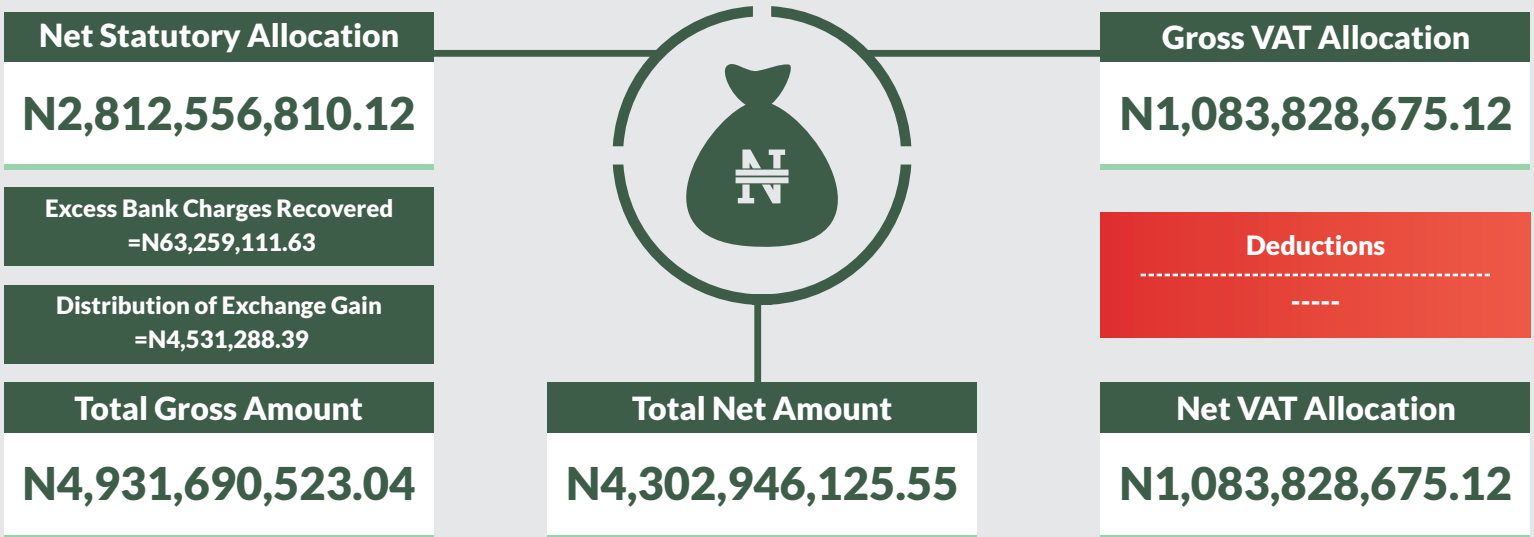 Net Statutory Allocation
N2,812,556,810.12
Excess Bank Charges Recovered
=N63,259,111.63
Distribution of Exchange Gain
=N4,531,288.39
Total Gross Amount
N4,931,690,523.04
₦
Total Net Amount
N4,302,946,125.55
Gross VAT Allocation
N1,083,828,675.12
Deductions
-----
Net VAT Allocation
N1,083,828,675.12